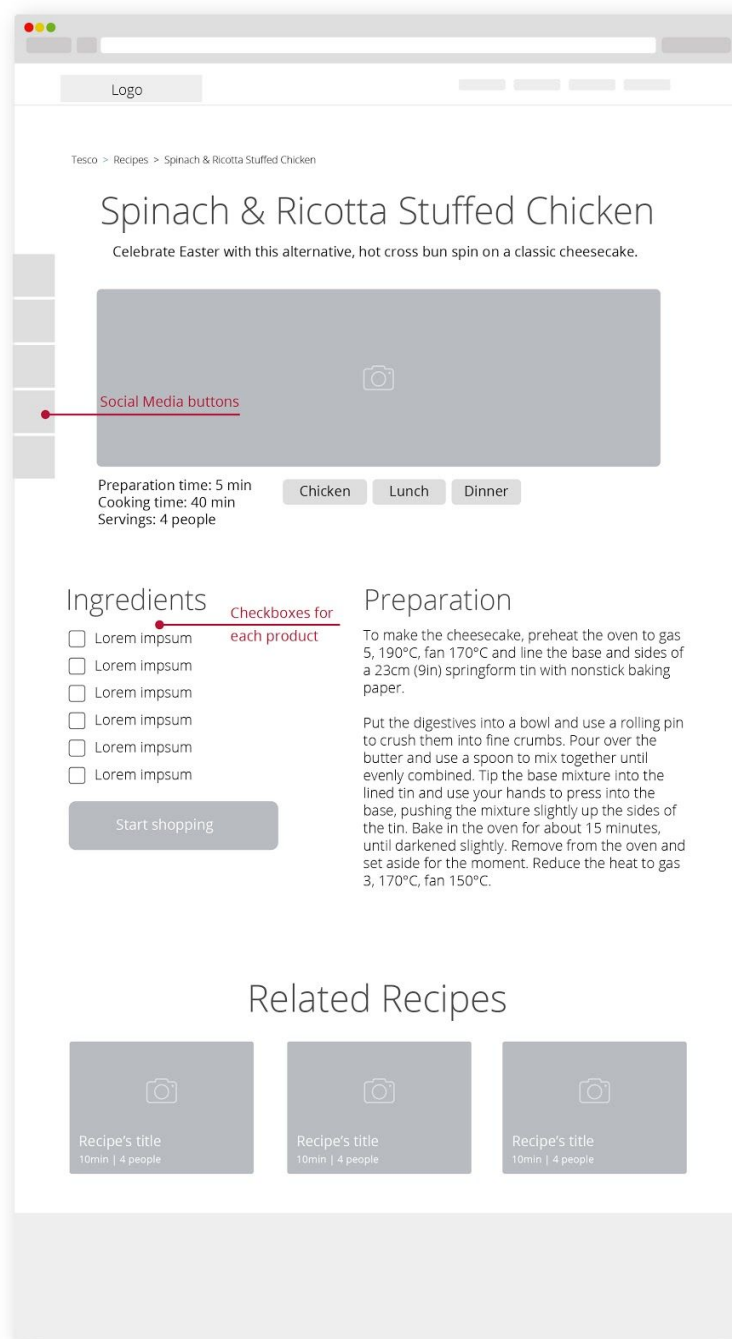 Logo
Tesco > Recipes > Spinach & Ricotta Stuffed Chicken
Spinach & Ricotta Stuffed Chicken
Celebrate Easter with this alternative, hot cross bun spin on a classic cheesecake.
Social Media buttons
Preparation time: 5 min
Cooking time: 40 min
Servings: 4 people
Chicken
Lunch
Dinner
Ingredients
Checkboxes for
each product
Lorem impsum
Lorem impsum
Lorem impsum
Lorem impsum
Lorem impsum
Lorem impsum
Start shopping
Preparation
To make the cheesecake, preheat the oven to gas
5, 190°C, fan 170°C and line the base and sides of
a 23cm (9in) springform tin with nonstick baking
paper.
Put the digestives into a bowl and use a rolling pin
to crush them into fine crumbs. Pour over the
butter and use a spoon to mix together until
evenly combined. Tip the base mixture into the
lined tin and use your hands to press into the
base, pushing the mixture slightly up the sides of
the tin. Bake in the oven for about 15 minutes,
until darkened slightly. Remove from the oven and
set aside for the moment. Reduce the heat to gas
3, 170°C, fan 150°C.
Related Recipes
Recipe's title
10min | 4 people
Recipe's title
10min | 4 people
Recipe's title
10min | 4 people